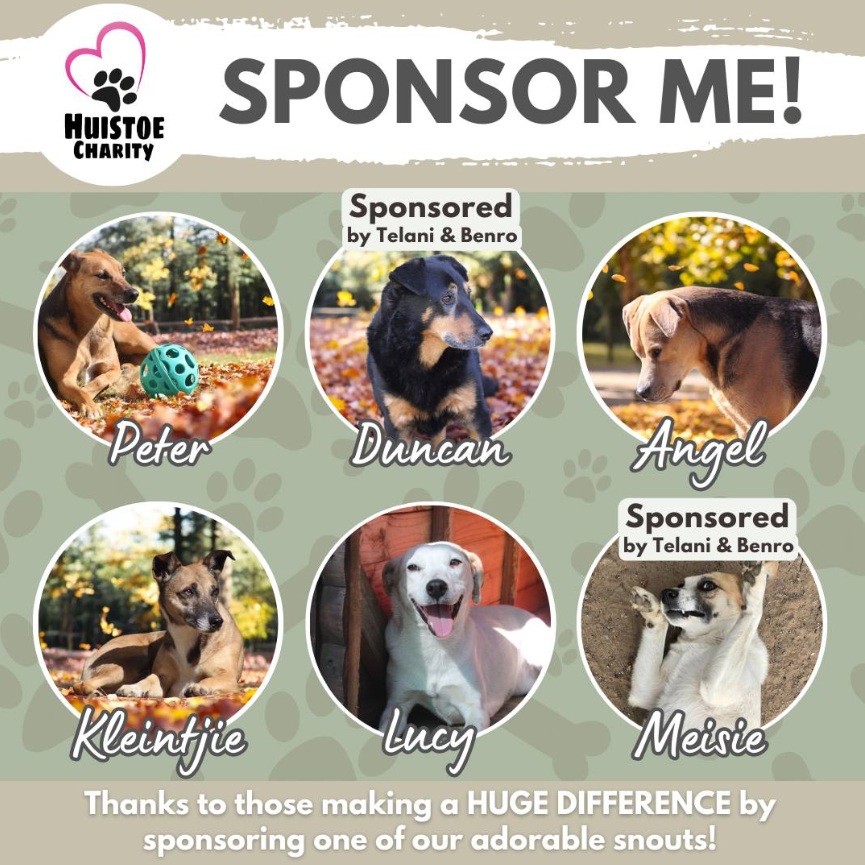 HUISTOE
CHARITY
SPONSOR ME!
Sponsored
by Telani & Benro
Peter
Duncan
Angel
Sponsored
by Telani & Benro
Kleintjie
Lucy
Meisie
Thanks to those making a HUGE DIFFERENCE by
sponsoring one of our adorable snouts!